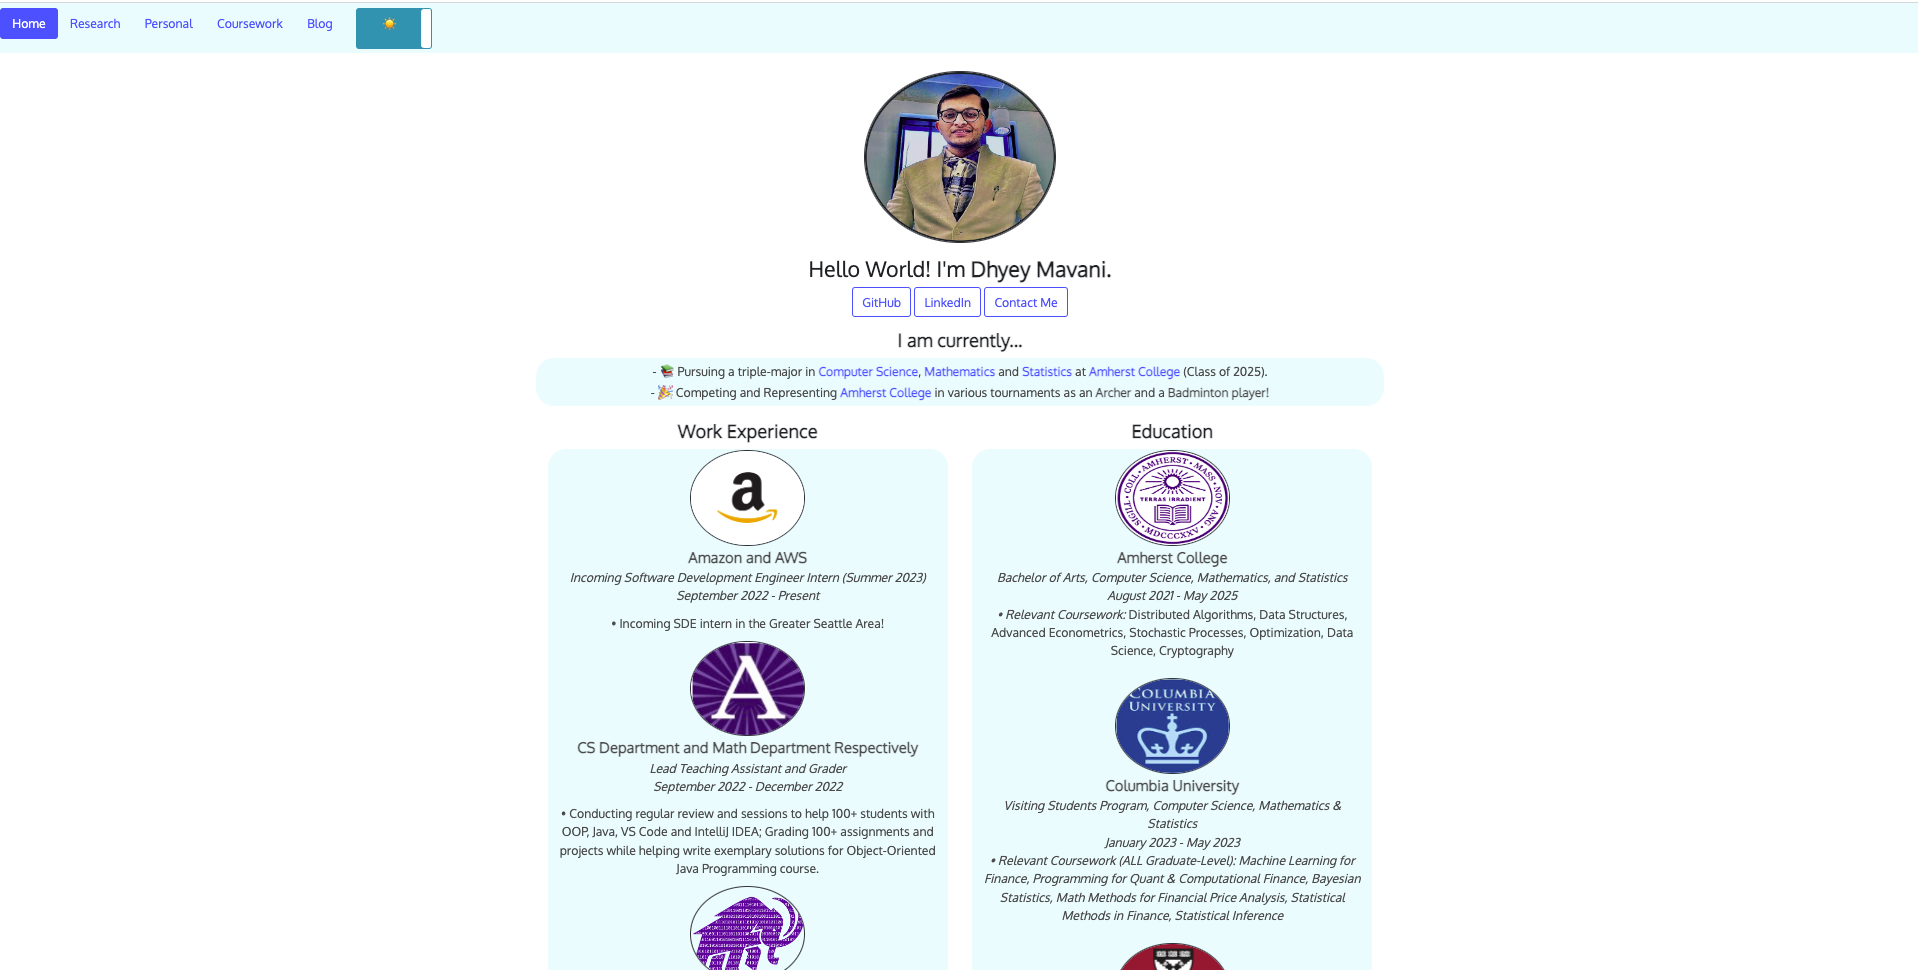 Home Research Personal Coursework Blog
Hello World! I'm Dhyey Mavani.
GitHub LinkedIn Contact Me
I am currently...
- 📚 Pursuing a triple-major in Computer Science, Mathematics and Statistics at Amherst College (Class of 2025).
- 🎉 Competing and Representing Amherst College in various tournaments as an Archer and a Badminton player!
Work Experience
a
Amazon and AWS
Incoming Software Development Engineer Intern (Summer 2023)
September 2022 - Present
• Incoming SDE intern in the Greater Seattle Area!
A
CS Department and Math Department Respectively
Lead Teaching Assistant and Grader
September 2022 - December 2022
• Conducting regular review and sessions to help 100+ students with
OOP, Java, VS Code and IntelliJ IDEA; Grading 100+ assignments and
projects while helping write exemplary solutions for Object-Oriented
Java Programming course.
Education
SIGILL • COLL • AMHERST • MASS • NOV • ANG
TERRAS IRRADIENT
MDCCCXXV
Amherst College
Bachelor of Arts, Computer Science, Mathematics, and Statistics
August 2021 - May 2025
• Relevant Coursework: Distributed Algorithms, Data Structures,
Advanced Econometrics, Stochastic Processes, Optimization, Data
Science, Cryptography
COLUMBIA
UNIVERSITY
Columbia University
Visiting Students Program, Computer Science, Mathematics &
Statistics
January 2023 - May 2023
• Relevant Coursework (ALL Graduate-Level): Machine Learning for
Finance, Programming for Quant & Computational Finance, Bayesian
Statistics, Math Methods for Financial Price Analysis, Statistical
Methods in Finance, Statistical Inference